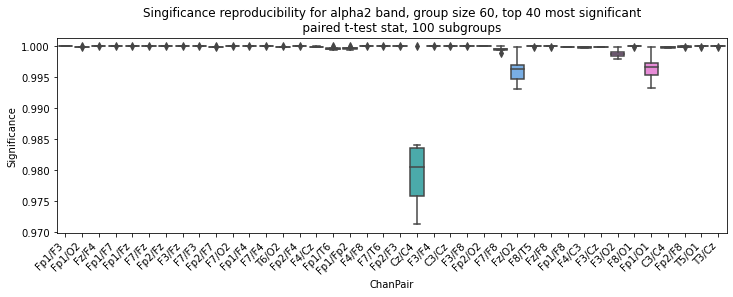 Singificance reproducibility for alpha2 band, group size 60, top 40 most significant
paired t-test stat, 100 subgroups
1.000
0.995
0.990
0.985
0.980
0.975
0.970
Significance
Fp1/F3
Fp1/O2
Fz/F4
Fp1/F7
Fp1/Fz
F7/Fz
Fp2/Fz
F3/Fz
F7/F3
Fp2/F7
F7/O2
Fp1/F4
F7/F4
T6/O2
Fp2/F4
F4/Cz
Fp1/T6
Fp1/Fp2
F4/F8
F7/T6
Fp2/F3
Cz/C4
F3/F4
C3/Cz
F3/F8
Fp2/O2
F7/F8
Fz/O2
F8/T5
Fz/F8
Fp1/F8
F4/C3
F3/Cz
F3/O2
F8/O1
Fp1/O1
C3/C4
Fp2/F8
T5/O1
T3/Cz
ChanPair